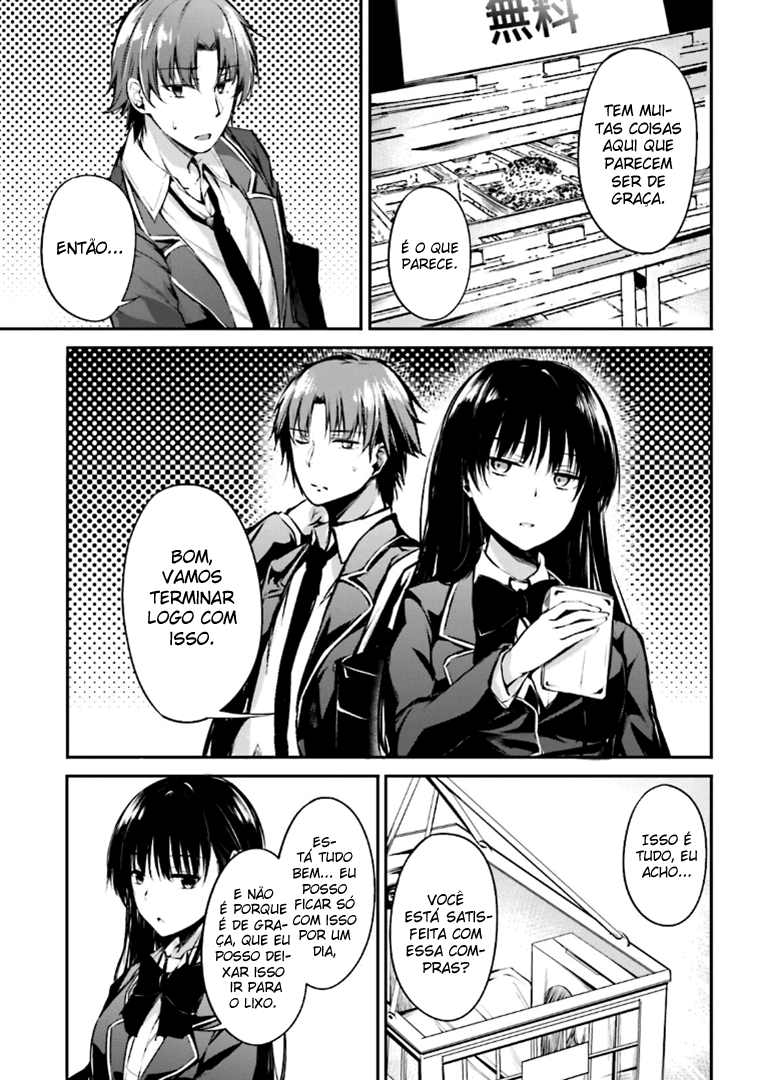 無料
TEM MUI-
TAS COISAS
AQUI QUE
PARECEM
SER DE
GRAÇA.
É O QUE
PARECE.
ENTÃO...
BOM,
VAMOS
TERMINAR
LOGO COM
ISSO.
ISSO É
TUDO, EU
ACHO...
VOCÊ
ESTÁ SATIS-
FEITA COM
ESSA COM-
PRAS?
ES-
TÁ TUDO
BEM... EU
POSSO
FICAR SÓ
COM ISSO
POR UM
DIA,
E NÃO
É PORQUE
É DE GRA-
ÇA, QUE EU
POSSO DEI-
XAR ISSO
IR PARA
O LIXO.